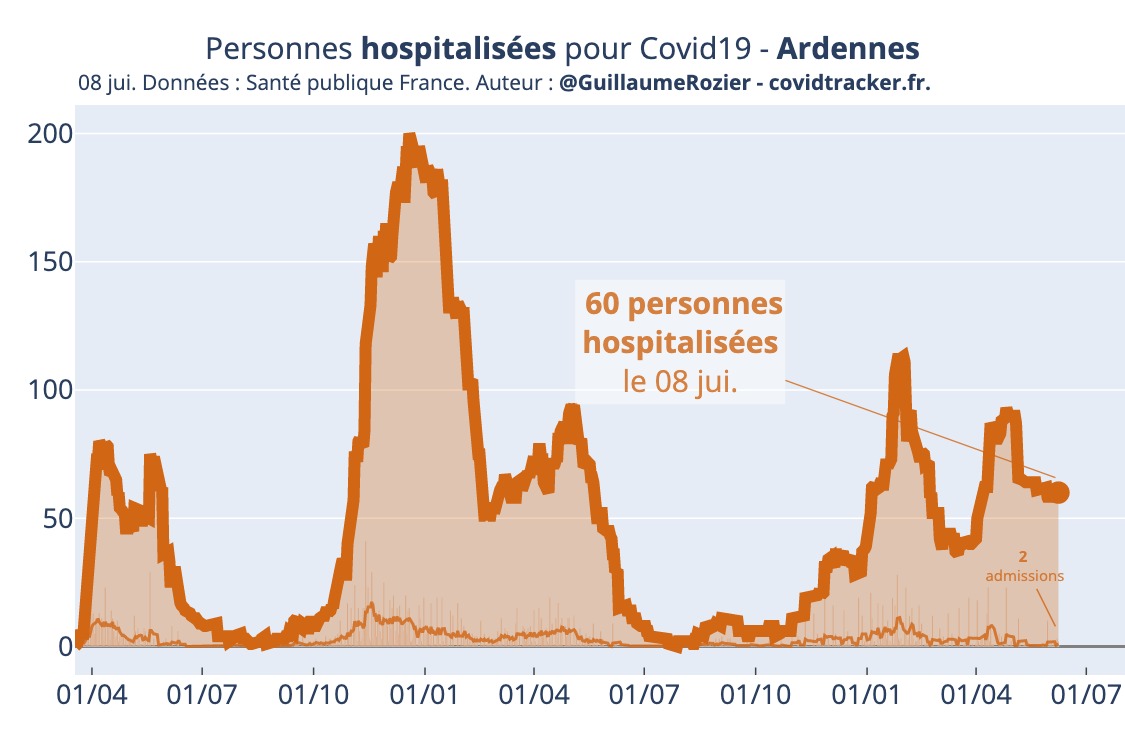 Personnes hospitalisées pour Covid19 - Ardennes
08 jui. Données : Santé publique France. Auteur : @GuillaumeRozier - covidtracker.fr.
200
150
60 personnes
hospitalisées
le 08 jui.
100
50
2
admissions
0
01/04 01/07 01/10 01/01 01/04 01/07 01/10 01/01 01/04 01/07